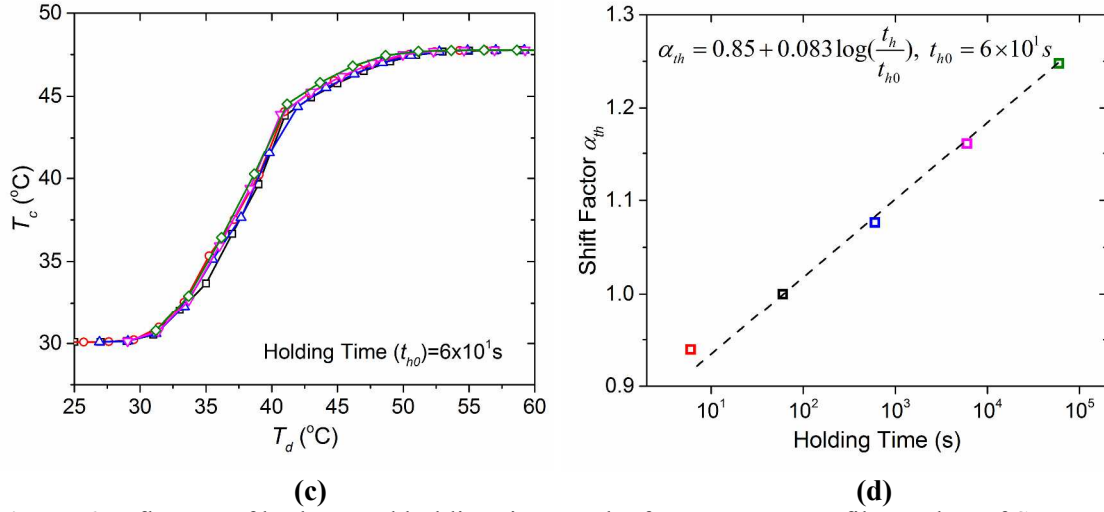 50
45
40
35
30
T_c (°C)
Holding Time (t_h0)=6x10^1s
25 30 35 40 45 50 55 60
T_d (°C)
(c)
1.3
1.2
1.1
1.0
0.9
Shift Factor α_th
α_th = 0.85 + 0.083log(t_h/t_h0), t_h0 = 6×10^1 s
10^1 10^2 10^3 10^4 10^5
Holding Time (s)
(d)